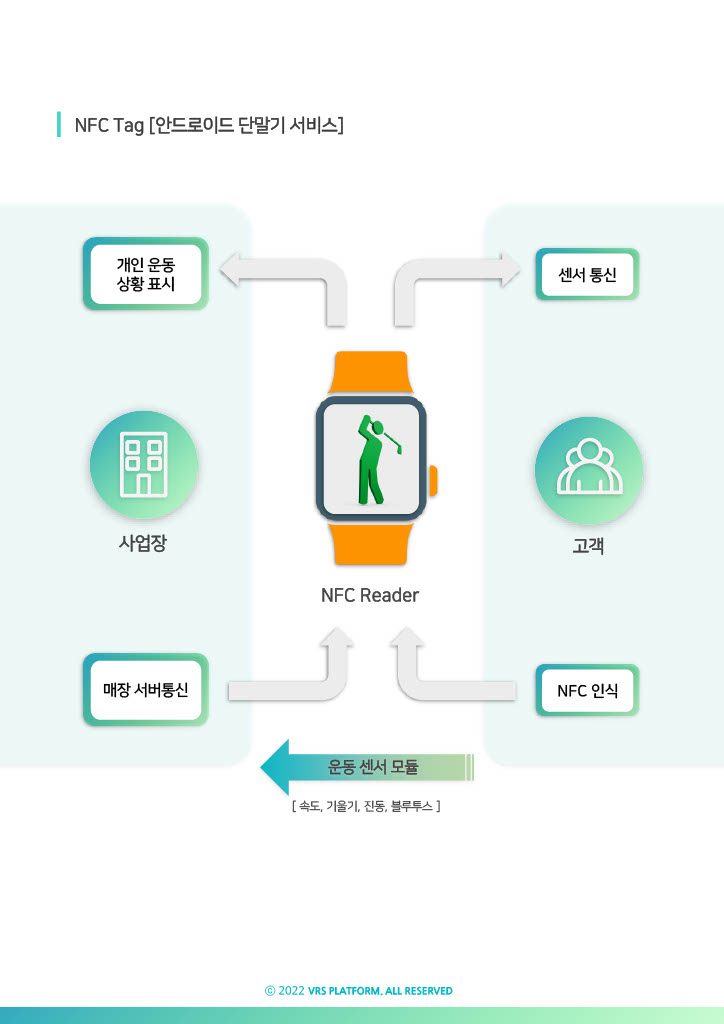 NFC Tag [안드로이드 단말기 서비스]
개인 운동
상황 표시
센서 통신
사업장
고객
NFC Reader
매장 서버통신
NFC 인식
운동 센서 모듈
[ 속도, 기울기, 진동, 블루투스 ]
ⓒ 2022 VRS PLATFORM. ALL RESERVED